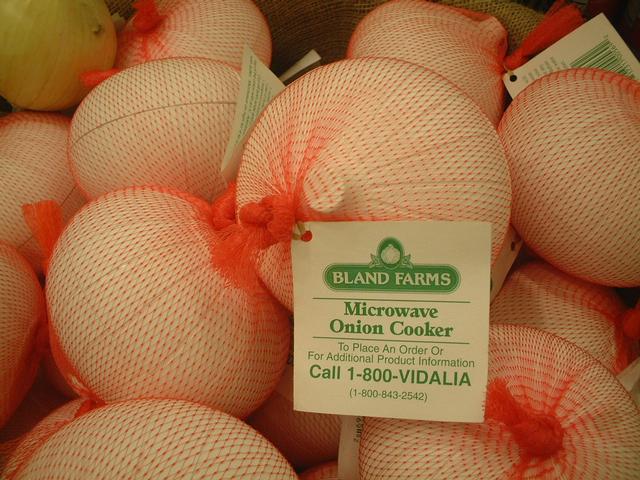 BLAND FARMS
Microwave
Onion Cooker
To Place An Order Or
For Additional Product Information
Call 1-800-VIDALIA
(1-800-843-2542)